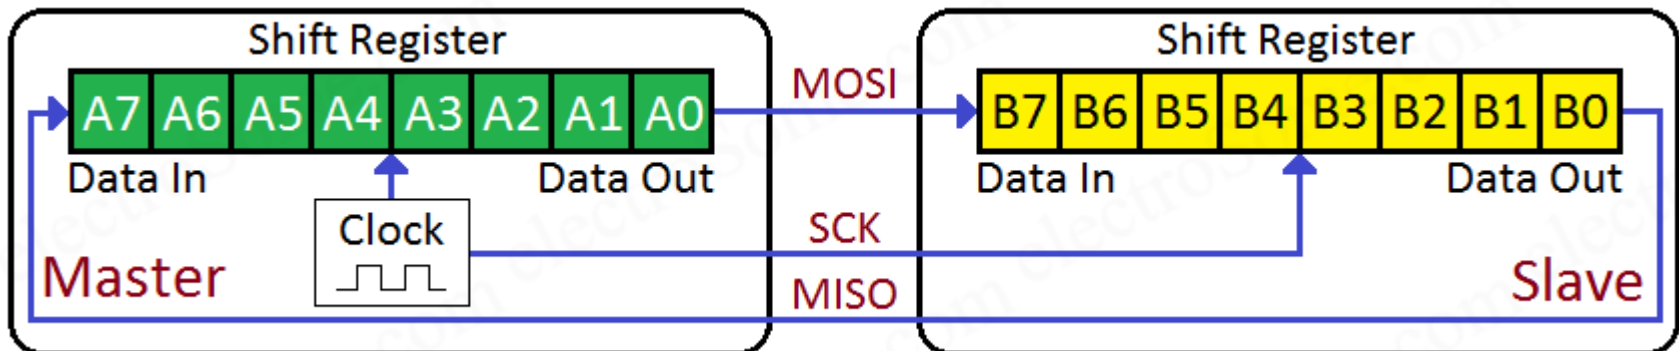 Shift Register
A7 A6 A5 A4 A3 A2 A1 A0
Data In Data Out
Clock
Master
MOSI
SCK
MISO
Shift Register
B7 B6 B5 B4 B3 B2 B1 B0
Data In Data Out
Slave